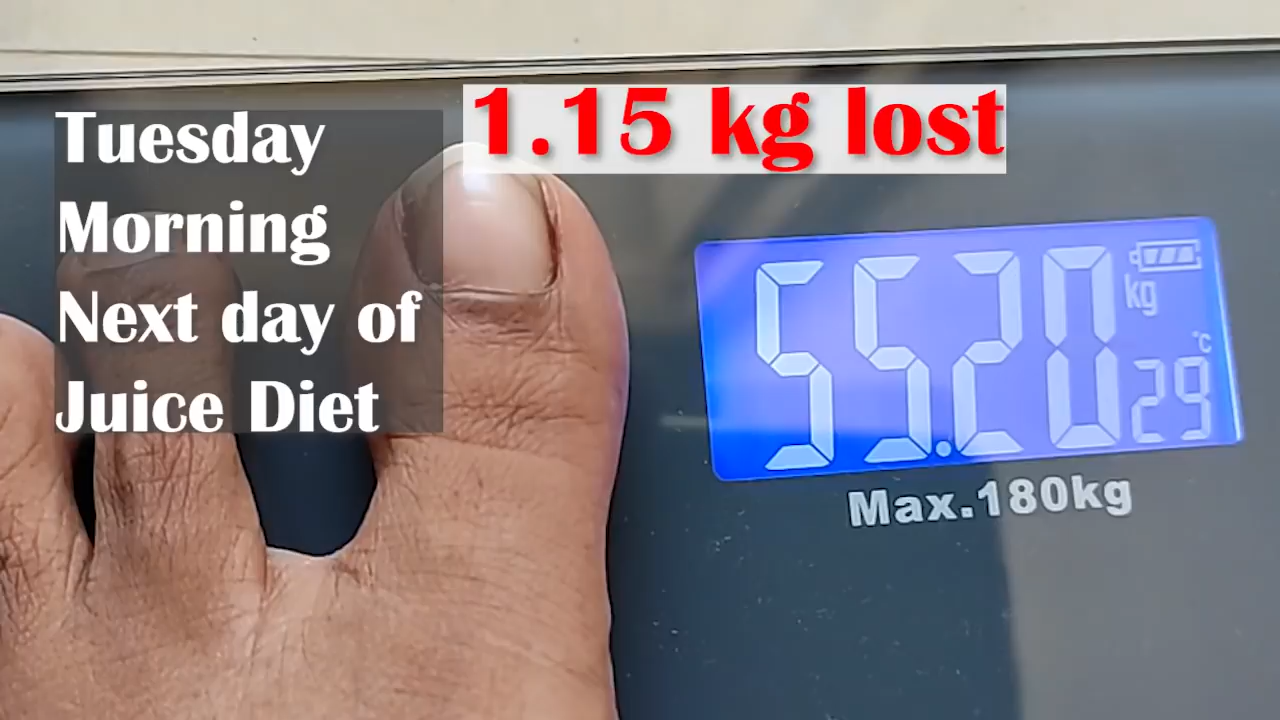 1.15 kg lost
Tuesday
Morning
Next day of
Juice Diet
55.20 kg
29 °C
Max.180kg